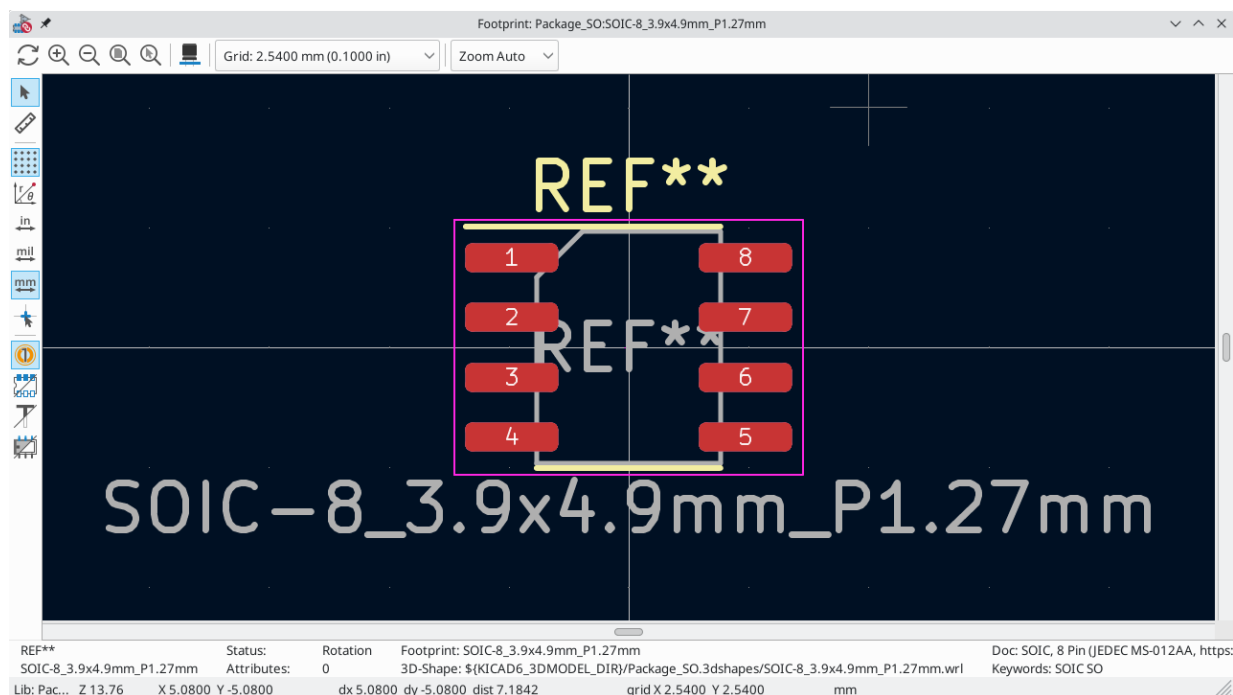 Footprint: Package_SO:SOIC-8_3.9x4.9mm_P1.27mm
Grid: 2.5400 mm (0.1000 in) Zoom Auto
r/θ
in
mil
mm
REF**
1 8
2 7
REF**
3 6
4 5
SOIC-8_3.9x4.9mm_P1.27mm
REF** Status: Rotation Footprint: SOIC-8_3.9x4.9mm_P1.27mm Doc: SOIC, 8 Pin (JEDEC MS-012AA, https:
SOIC-8_3.9x4.9mm_P1.27mm Attributes: 0 3D-Shape: ${KICAD6_3DMODEL_DIR}/Package_SO.3dshapes/SOIC-8_3.9x4.9mm_P1.27mm.wrl Keywords: SOIC SO
Lib: Pac... Z 13.76 X 5.0800 Y -5.0800 dx 5.0800 dy -5.0800 dist 7.1842 grid X 2.5400 Y 2.5400 mm